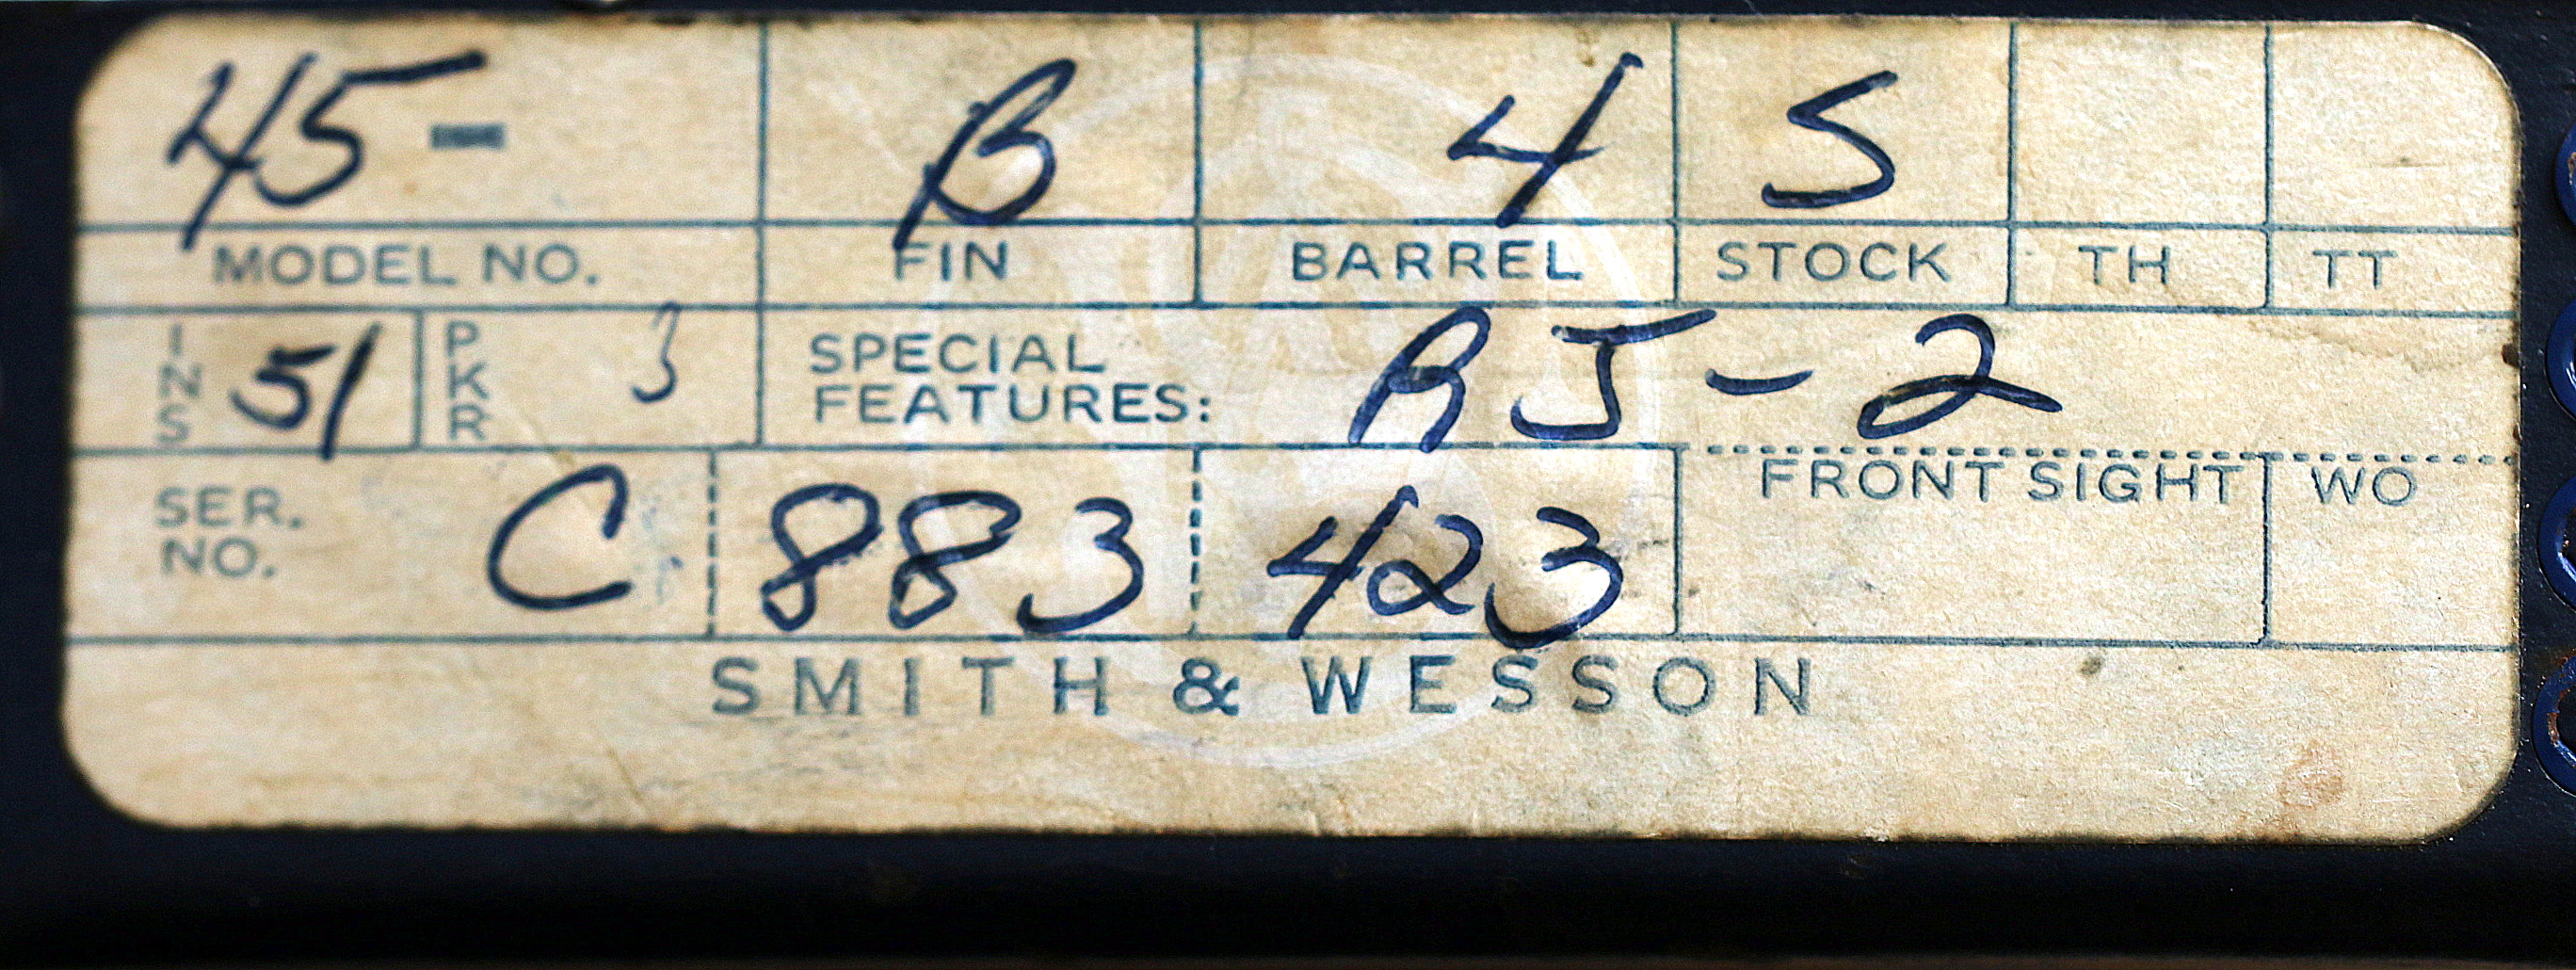 45- B 4 S
MODEL NO. FIN BARREL STOCK TH TT
INS 51 PKR 3 SPECIAL FEATURES: RJ-2
FRONT SIGHT WO
SER. NO. C 883 423
SMITH & WESSON